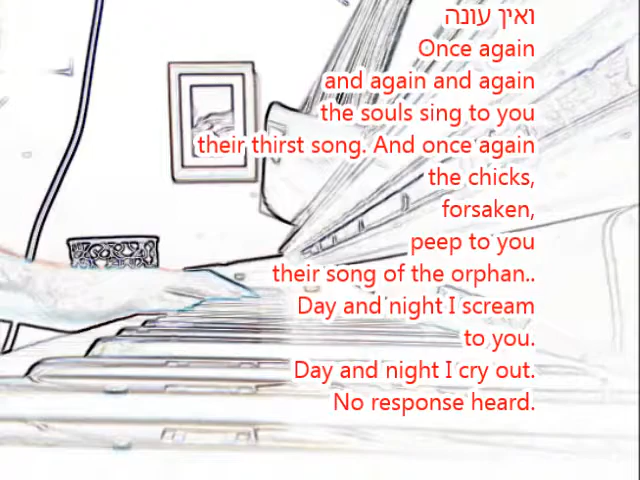 ואין עונה
Once again
and again and again
the souls sing to you
their thirst song. And once again
the chicks,
forsaken,
peep to you
their song of the orphan..
Day and night I scream
to you.
Day and night I cry out.
No response heard.